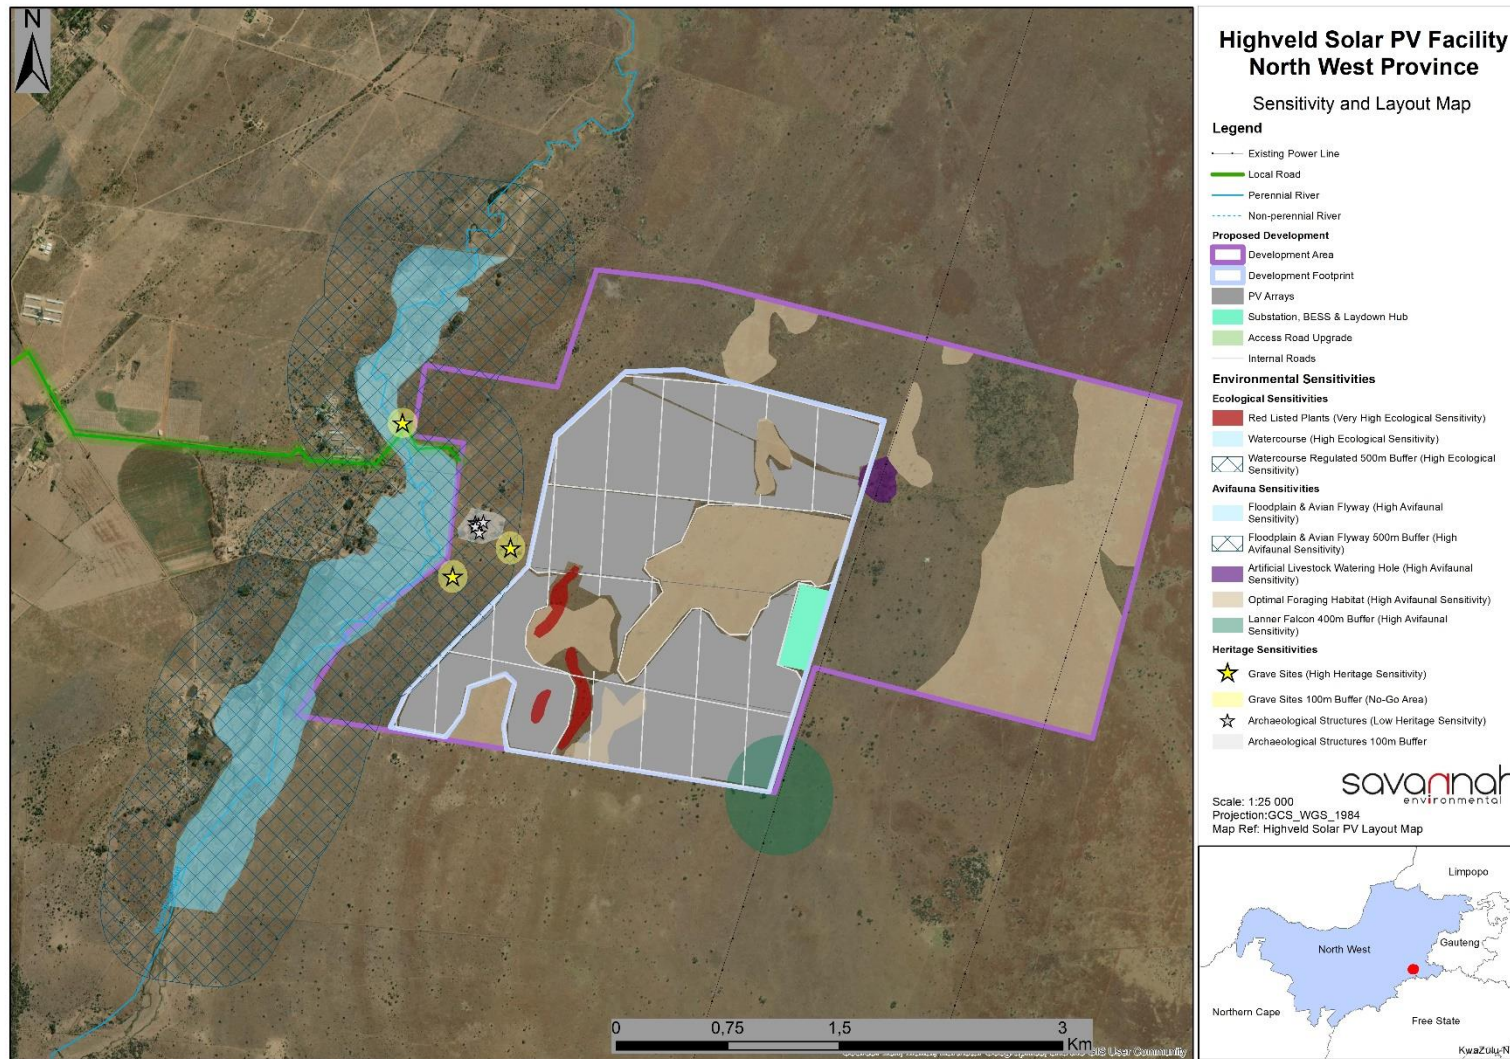 N
Highveld Solar PV Facility
North West Province
Sensitivity and Layout Map
Legend
Existing Power Line
Local Road
Perennial River
Non-perennial River
Proposed Development
Development Area
Development Footprint
PV Arrays
Substation, BESS & Laydown Hub
Access Road Upgrade
Internal Roads
Environmental Sensitivities
Ecological Sensitivities
Red Listed Plants (Very High Ecological Sensitivity)
Watercourse (High Ecological Sensitivity)
Watercourse Regulated 500m Buffer (High Ecological
Sensitivity)
Avifauna Sensitivities
Floodplain & Avian Flyway (High Avifaunal
Sensitivity)
Floodplain & Avian Flyway 500m Buffer (High
Avifaunal Sensitivity)
Artificial Livestock Watering Hole (High Avifaunal
Sensitivity)
Optimal Foraging Habitat (High Avifaunal Sensitivity)
Lanner Falcon 400m Buffer (High Avifaunal
Sensitivity)
Heritage Sensitivities
Grave Sites (High Heritage Sensitivity)
Grave Sites 100m Buffer (No-Go Area)
Archaeological Structures (Low Heritage Sensitivity)
Archaeological Structures 100m Buffer
savannah
environmental
Scale: 1:25 000
Projection:GCS_WGS_1984
Map Ref: Highveld Solar PV Layout Map
Limpopo
North West
Gauteng
Northern Cape
Free State
KwaZulu-N
0 0,75 1,5 3
Km
GIS User Community